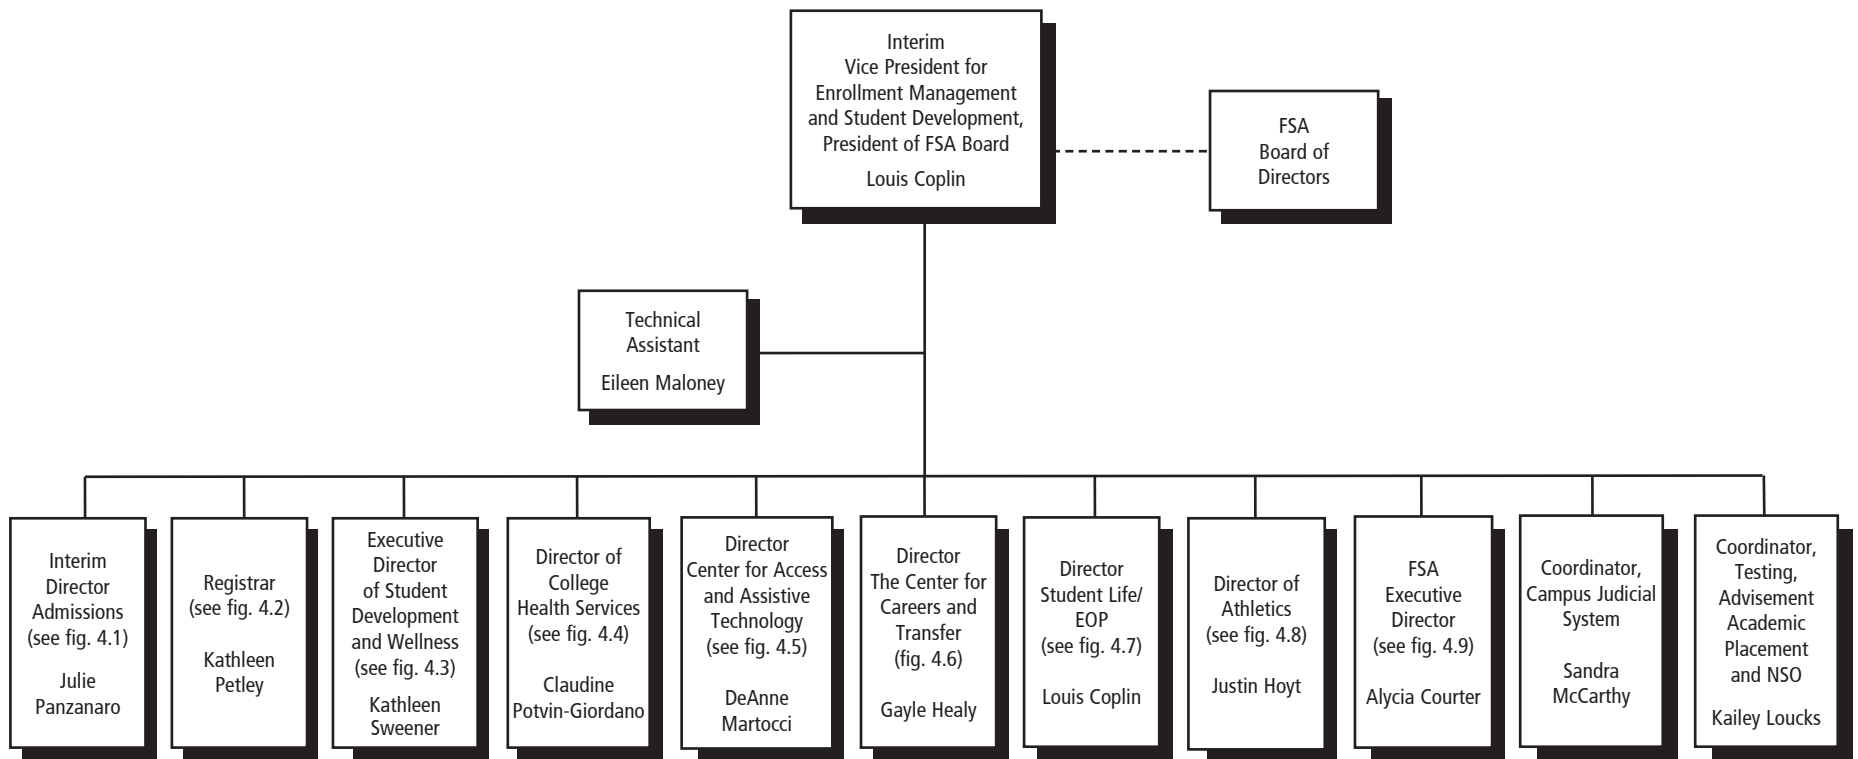 Interim
Vice President for
Enrollment Management
and Student Development,
President of FSA Board
Louis Coplin
FSA
Board of
Directors
Technical
Assistant
Eileen Maloney
Interim
Director
Admissions
(see fig. 4.1)
Julie
Panzanaro
Registrar
(see fig. 4.2)
Kathleen
Petley
Executive
Director
of Student
Development
and Wellness
(see fig. 4.3)
Kathleen
Sweener
Director of
College
Health Services
(see fig. 4.4)
Claudine
Potvin-Giordano
Director
Center for Access
and Assistive
Technology
(see fig. 4.5)
DeAnne
Martocci
Director
The Center for
Careers and
Transfer
(fig. 4.6)
Gayle Healy
Director
Student Life/
EOP
(see fig. 4.7)
Louis Coplin
Director of
Athletics
(see fig. 4.8)
Justin Hoyt
FSA
Executive
Director
(see fig. 4.9)
Alycia Courter
Coordinator,
Campus Judicial
System
Sandra
McCarthy
Coordinator,
Testing,
Advisement
Academic
Placement
and NSO
Kailey Loucks